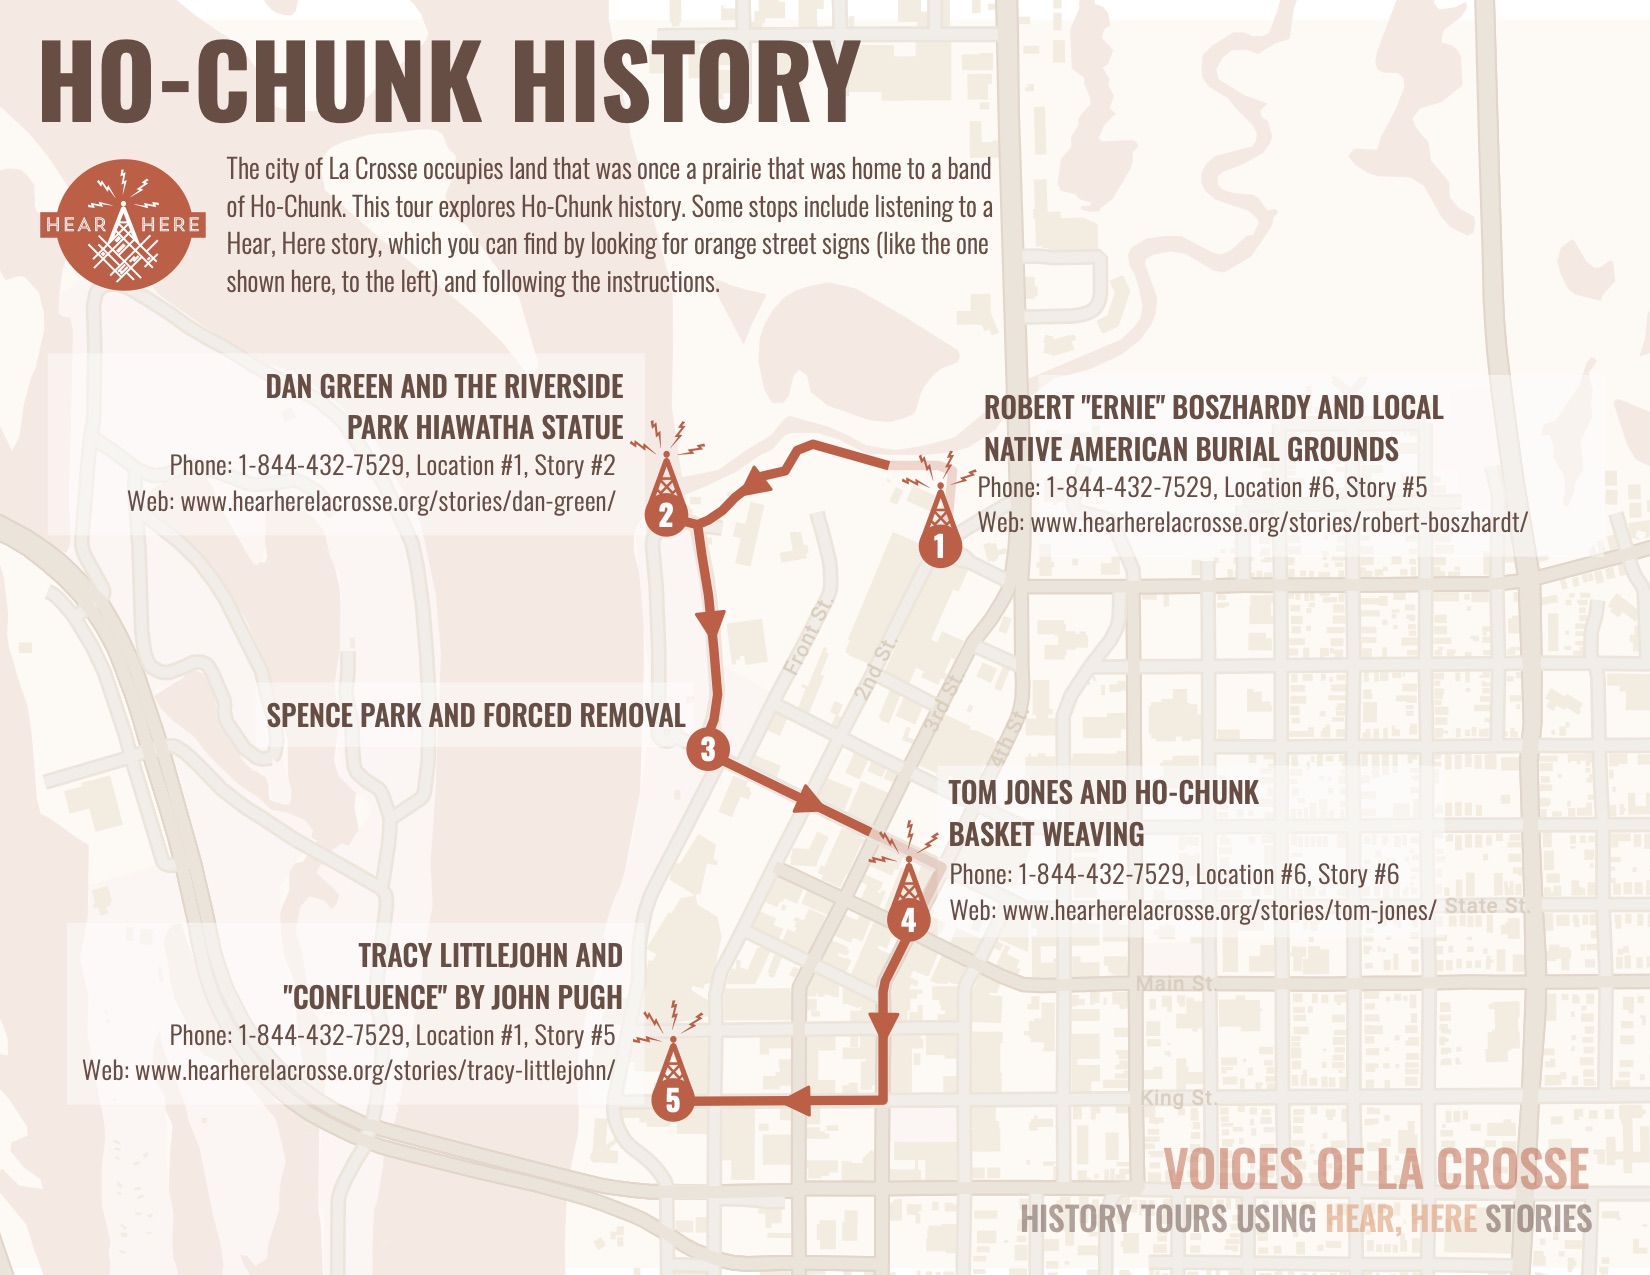 HO-CHUNK HISTORY
HEAR HERE
The city of La Crosse occupies land that was once a prairie that was home to a band
of Ho-Chunk. This tour explores Ho-Chunk history. Some stops include listening to a
Hear, Here story, which you can find by looking for orange street signs (like the one
shown here, to the left) and following the instructions.
DAN GREEN AND THE RIVERSIDE
PARK HIAWATHA STATUE
Phone: 1-844-432-7529, Location #1, Story #2
Web: www.hearherelacrosse.org/stories/dan-green/
2
ROBERT "ERNIE" BOSZHARDY AND LOCAL
NATIVE AMERICAN BURIAL GROUNDS
Phone: 1-844-432-7529, Location #6, Story #5
Web: www.hearherelacrosse.org/stories/robert-boszhardt/
1
Front St.
2nd St.
3rd St.
4th St.
SPENCE PARK AND FORCED REMOVAL
3
TOM JONES AND HO-CHUNK
BASKET WEAVING
Phone: 1-844-432-7529, Location #6, Story #6
Web: www.hearherelacrosse.org/stories/tom-jones/
4
State St.
Main St.
TRACY LITTLEJOHN AND
"CONFLUENCE" BY JOHN PUGH
Phone: 1-844-432-7529, Location #1, Story #5
Web: www.hearherelacrosse.org/stories/tracy-littlejohn/
5
King St.
VOICES OF LA CROSSE
HISTORY TOURS USING HEAR, HERE STORIES